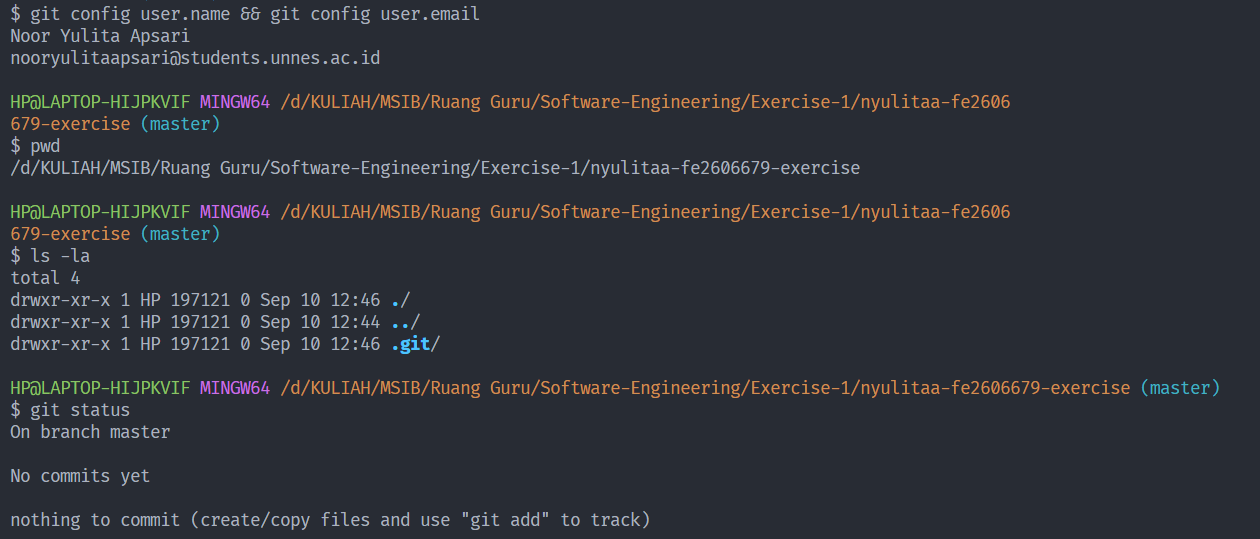 $ git config user.name && git config user.email
Noor Yulita Apsari
nooryulitaapsari@students.unnes.ac.id
HP@LAPTOP-HIJPKVIF MINGW64 /d/KULIAH/MSIB/Ruang Guru/Software-Engineering/Exercise-1/nyulitaa-fe2606
679-exercise (master)
$ pwd
/d/KULIAH/MSIB/Ruang Guru/Software-Engineering/Exercise-1/nyulitaa-fe2606679-exercise
HP@LAPTOP-HIJPKVIF MINGW64 /d/KULIAH/MSIB/Ruang Guru/Software-Engineering/Exercise-1/nyulitaa-fe2606
679-exercise (master)
$ ls -la
total 4
drwxr-xr-x 1 HP 197121 0 Sep 10 12:46 ./
drwxr-xr-x 1 HP 197121 0 Sep 10 12:44 ../
drwxr-xr-x 1 HP 197121 0 Sep 10 12:46 .git/
HP@LAPTOP-HIJPKVIF MINGW64 /d/KULIAH/MSIB/Ruang Guru/Software-Engineering/Exercise-1/nyulitaa-fe2606679-exercise (master)
$ git status
On branch master
No commits yet
nothing to commit (create/copy files and use "git add" to track)